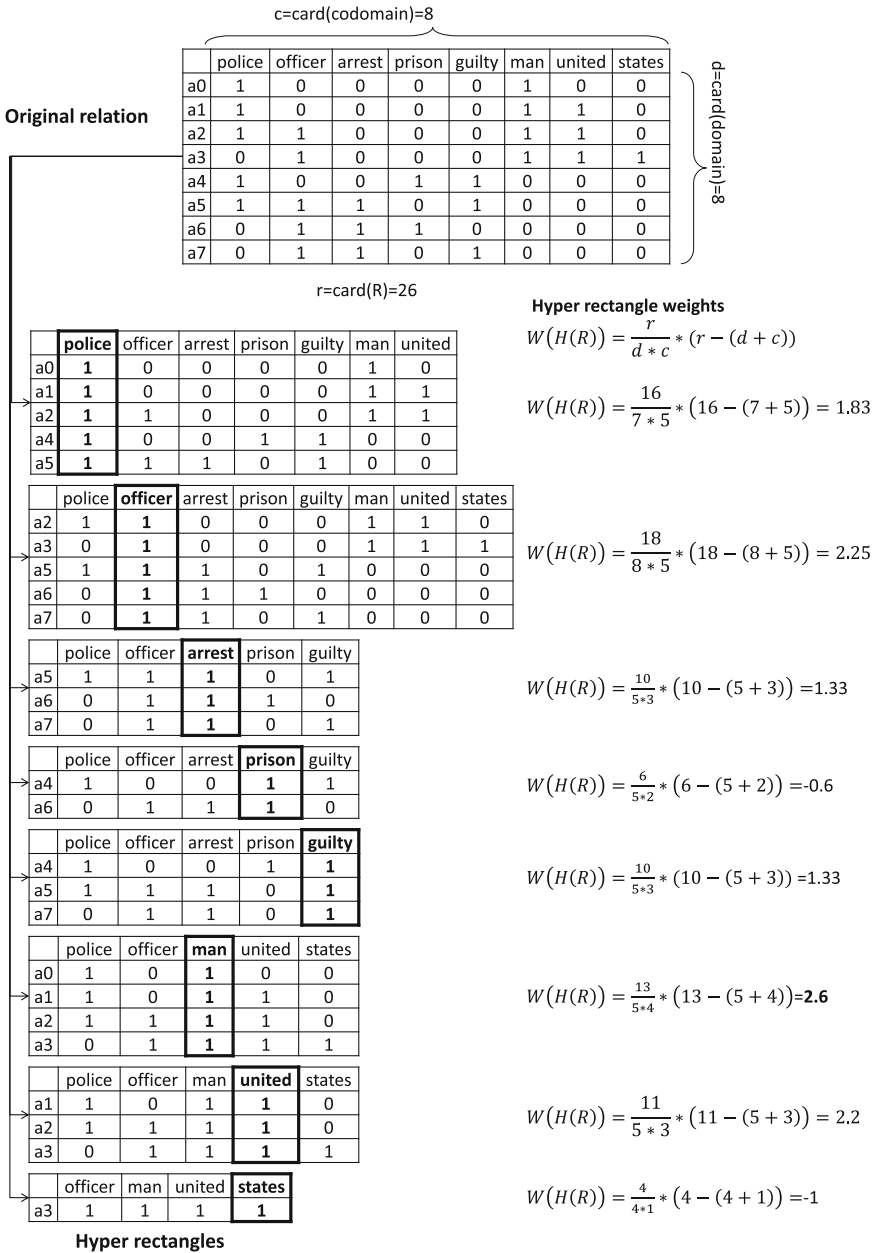 c=card(codomain)=8
police officer arrest prison guilty man united states
a0 1 0 0 0 0 1 0 0
a1 1 0 0 0 0 1 1 0
a2 1 1 0 0 0 1 1 0
a3 0 1 0 0 0 1 1 1
a4 1 0 0 1 1 0 0 0
a5 1 1 1 0 1 0 0 0
a6 0 1 1 1 0 0 0 0
a7 0 1 1 0 1 0 0 0
Original relation
d=card(domain)=8
r=card(R)=26
Hyper rectangle weights
W(H(R)) = r / d * c * (r − (d + c))
police officer arrest prison guilty man united
a0 1 0 0 0 0 1 0
a1 1 0 0 0 0 1 1
a2 1 1 0 0 0 1 1
a4 1 0 0 1 1 0 0
a5 1 1 1 0 1 0 0
W(H(R)) = 16 / 7 * 5 * (16 − (7 + 5)) = 1.83
police officer arrest prison guilty man united states
a2 1 1 0 0 0 1 1 0
a3 0 1 0 0 0 1 1 1
a5 1 1 1 0 1 0 0 0
a6 0 1 1 1 0 0 0 0
a7 0 1 1 0 1 0 0 0
W(H(R)) = 18 / 8 * 5 * (18 − (8 + 5)) = 2.25
police officer arrest prison guilty
a5 1 1 1 0 1
a6 0 1 1 1 0
a7 0 1 1 0 1
W(H(R)) = 10 / 5*3 * (10 − (5 + 3)) =1.33
police officer arrest prison guilty
a4 1 0 0 1 1
a6 0 1 1 1 0
W(H(R)) = 6 / 5*2 * (6 − (5 + 2)) =-0.6
police officer arrest prison guilty
a4 1 0 0 1 1
a5 1 1 1 0 1
a7 0 1 1 0 1
W(H(R)) = 10 / 5*3 * (10 − (5 + 3)) =1.33
police officer man united states
a0 1 0 1 0 0
a1 1 0 1 1 0
a2 1 1 1 1 0
a3 0 1 1 1 1
W(H(R)) = 13 / 5*4 * (13 − (5 + 4))=2.6
police officer man united states
a1 1 0 1 1 0
a2 1 1 1 1 0
a3 0 1 1 1 1
W(H(R)) = 11 / 5 * 3 * (11 − (5 + 3)) = 2.2
officer man united states
a3 1 1 1 1
W(H(R)) = 4 / 4*1 * (4 − (4 + 1)) =-1
Hyper rectangles